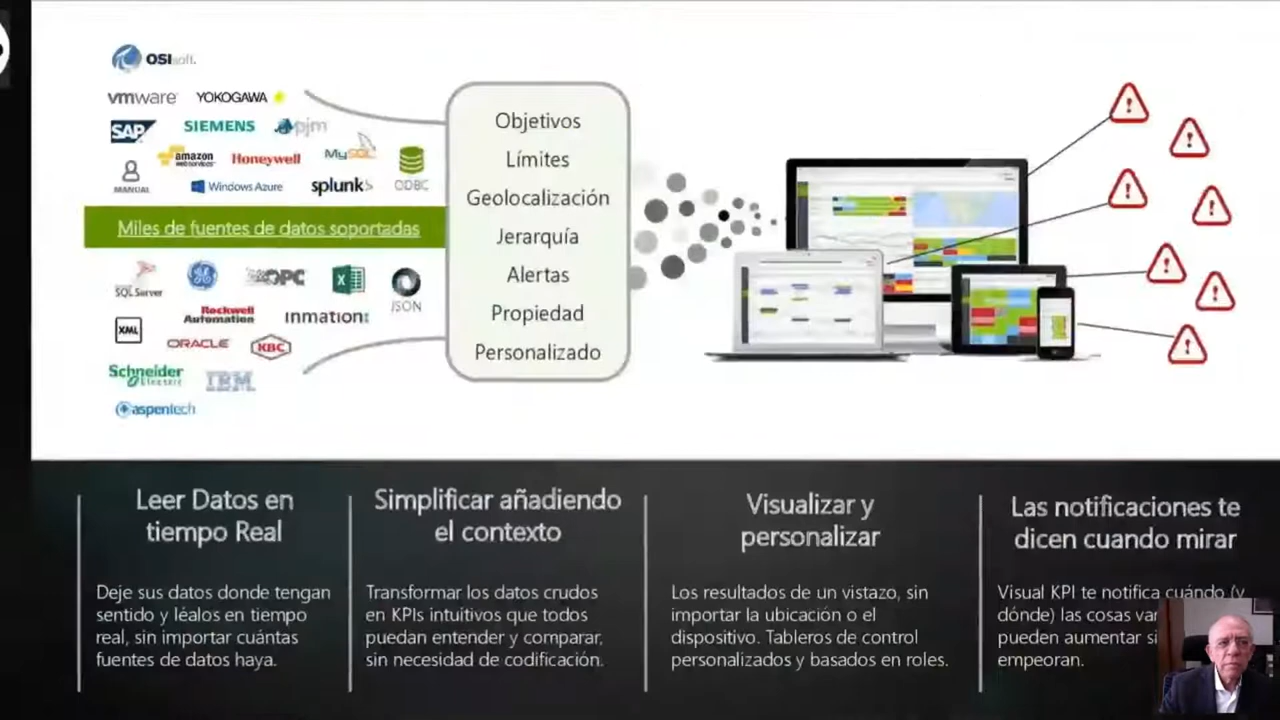 OSIsoft.
vmware YOKOGAWA
SAP SIEMENS pjm
amazon Honeywell MySQL
webservices
MANUAL Windows Azure splunk> ODBC
Miles de fuentes de datos soportadas
SQL Server OPC JSON
Rockwell
Automation inmation
XML ORACLE KBC
Schneider
Electric IBM
aspentech
Objetivos
Límites
Geolocalización
Jerarquía
Alertas
Propiedad
Personalizado
Leer Datos en
tiempo Real
Deje sus datos donde tengan
sentido y léalos en tiempo
real, sin importar cuántas
fuentes de datos haya.
Simplificar añadiendo
el contexto
Transformar los datos crudos
en KPIs intuitivos que todos
puedan entender y comparar,
sin necesidad de codificación.
Visualizar y
personalizar
Los resultados de un vistazo, sin
importar la ubicación o el
dispositivo. Tableros de control
personalizados y basados en roles.
Las notificaciones te
dicen cuando mirar
Visual KPI te notifica cuándo (y
dónde) las cosas
pueden aumentar
empeoran.